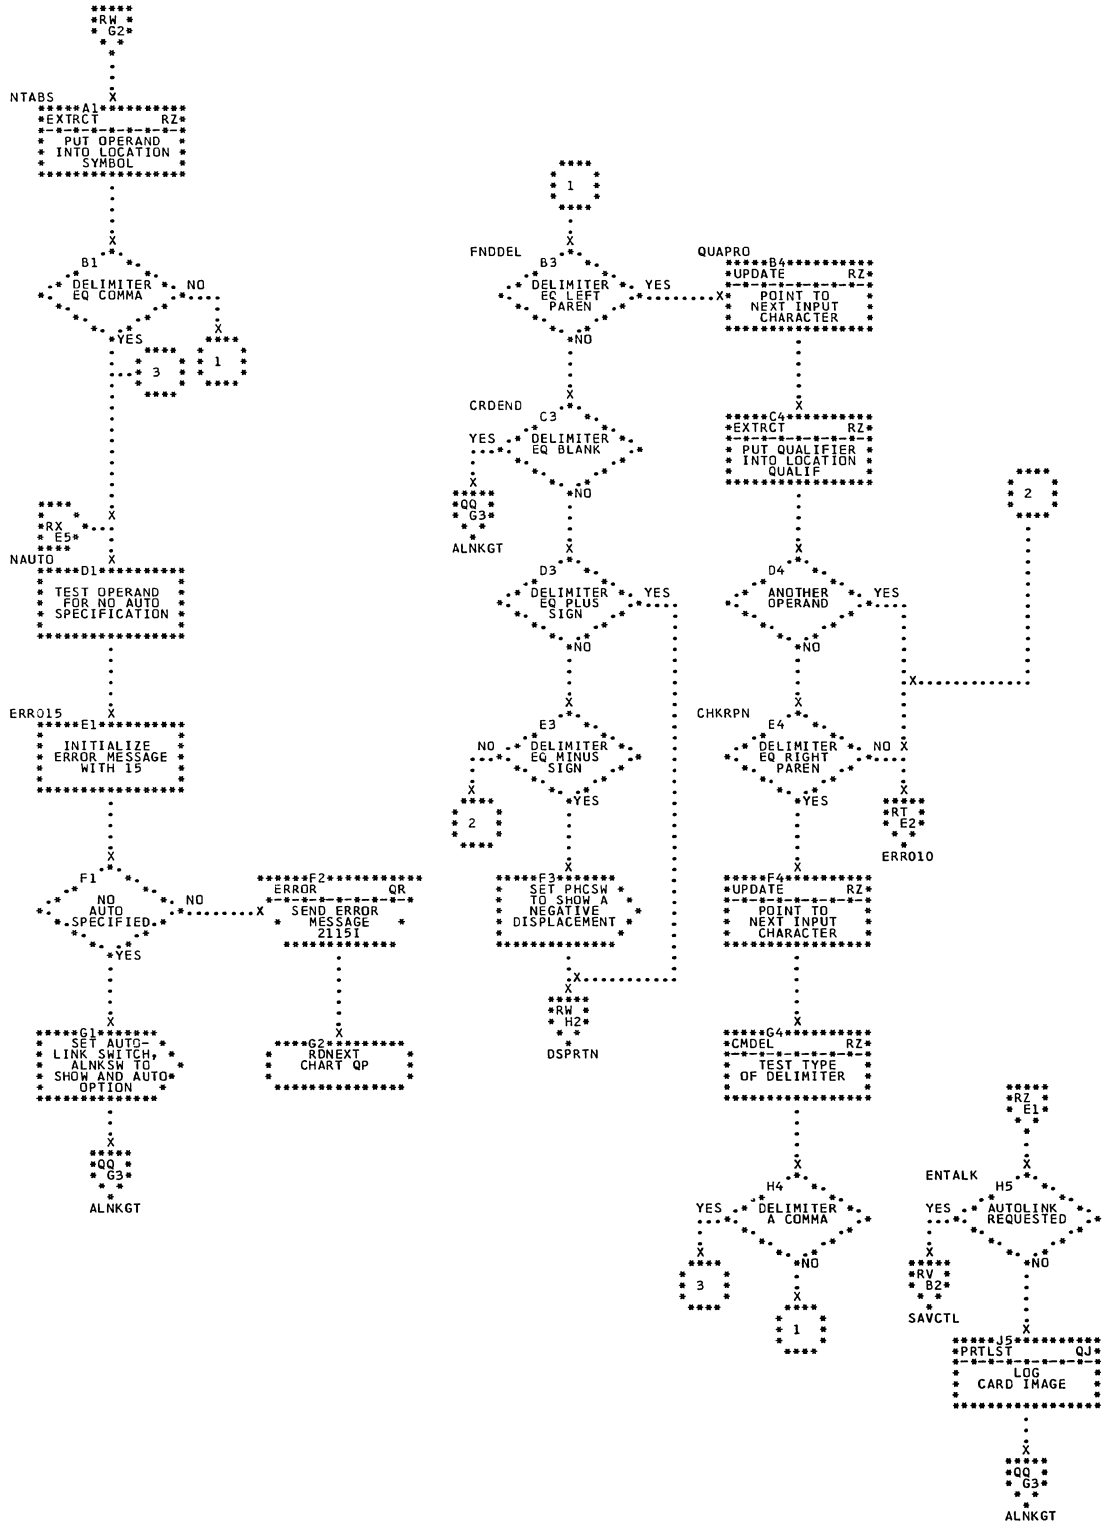 RW
G2
NTABS
A1
EXTRCT RZ
PUT OPERAND
INTO LOCATION
SYMBOL
B1
DELIMITER
EQ COMMA
NO
YES
3
1
RX
E5
NAUTO
D1
TEST OPERAND
FOR NO AUTO
SPECIFICATION
ERR015
E1
INITIALIZE
ERROR MESSAGE
WITH 15
F1
NO
AUTO
SPECIFIED
NO
YES
F2
ERROR QR
SEND ERROR
MESSAGE
2115I
G1
SET AUTO-
LINK SWITCH,
ALNKSW TO
SHOW AND AUTO
OPTION
G2
RDNEXT
CHART QP
QQ
G3
ALNKGT
1
FNDDEL
B3
DELIMITER
EQ LEFT
PAREN
YES
NO
CRDEND
C3
DELIMITER
EQ BLANK
YES
NO
QQ
G3
ALNKGT
D3
DELIMITER
EQ PLUS
SIGN
YES
NO
E3
DELIMITER
EQ MINUS
SIGN
NO
YES
2
F3
SET PHCSW
TO SHOW A
NEGATIVE
DISPLACEMENT
RW
H2
DSPRTN
QUAPRO
B4
UPDATE RZ
POINT TO
NEXT INPUT
CHARACTER
C4
EXTRCT RZ
PUT QUALIFIER
INTO LOCATION
QUALIF
2
D4
ANOTHER
OPERAND
YES
NO
CHKRPN
E4
DELIMITER
EQ RIGHT
PAREN
NO
YES
RT
E2
ERR010
F4
UPDATE RZ
POINT TO
NEXT INPUT
CHARACTER
G4
CMDEL RZ
TEST TYPE
OF DELIMITER
H4
DELIMITER
A COMMA
YES
NO
3
1
RZ
E1
ENTALK
H5
AUTOLINK
REQUESTED
YES
NO
RV
B2
SAVCTL
J5
PRTLST QJ
LOG
CARD IMAGE
QQ
G3
ALNKGT